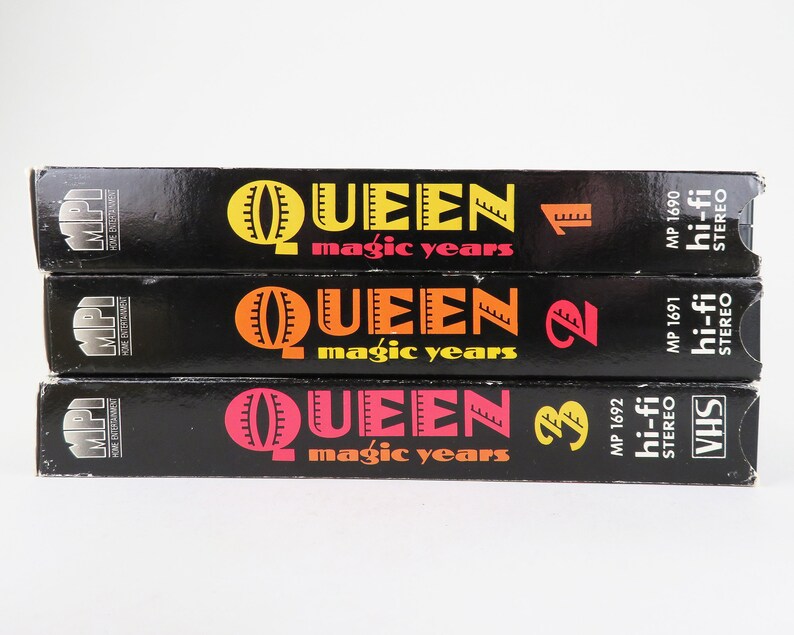 MPI
HOME ENTERTAINMENT
QUEEN
magic years
1
MP 1690
hi-fi
STEREO
MPI
HOME ENTERTAINMENT
QUEEN
magic years
2
MP 1691
hi-fi
STEREO
MPI
HOME ENTERTAINMENT
QUEEN
magic years
3
MP 1692
hi-fi
STEREO
VHS